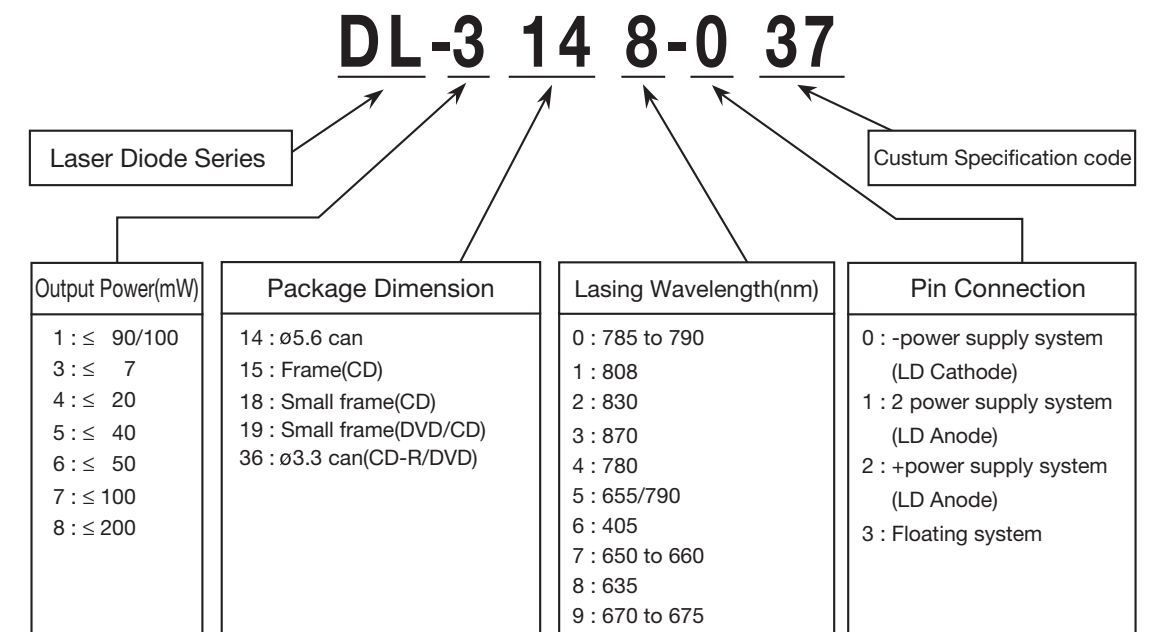 DL-3 14 8-0 37
Laser Diode Series
Custum Specification code
Output Power(mW)
1 : ≤ 90/100
3 : ≤ 7
4 : ≤ 20
5 : ≤ 40
6 : ≤ 50
7 : ≤ 100
8 : ≤ 200
Package Dimension
14 : ø5.6 can
15 : Frame(CD)
18 : Small frame(CD)
19 : Small frame(DVD/CD)
36 : ø3.3 can(CD-R/DVD)
Lasing Wavelength(nm)
0 : 785 to 790
1 : 808
2 : 830
3 : 870
4 : 780
5 : 655/790
6 : 405
7 : 650 to 660
8 : 635
9 : 670 to 675
Pin Connection
0 : -power supply system
(LD Cathode)
1 : 2 power supply system
(LD Anode)
2 : +power supply system
(LD Anode)
3 : Floating system